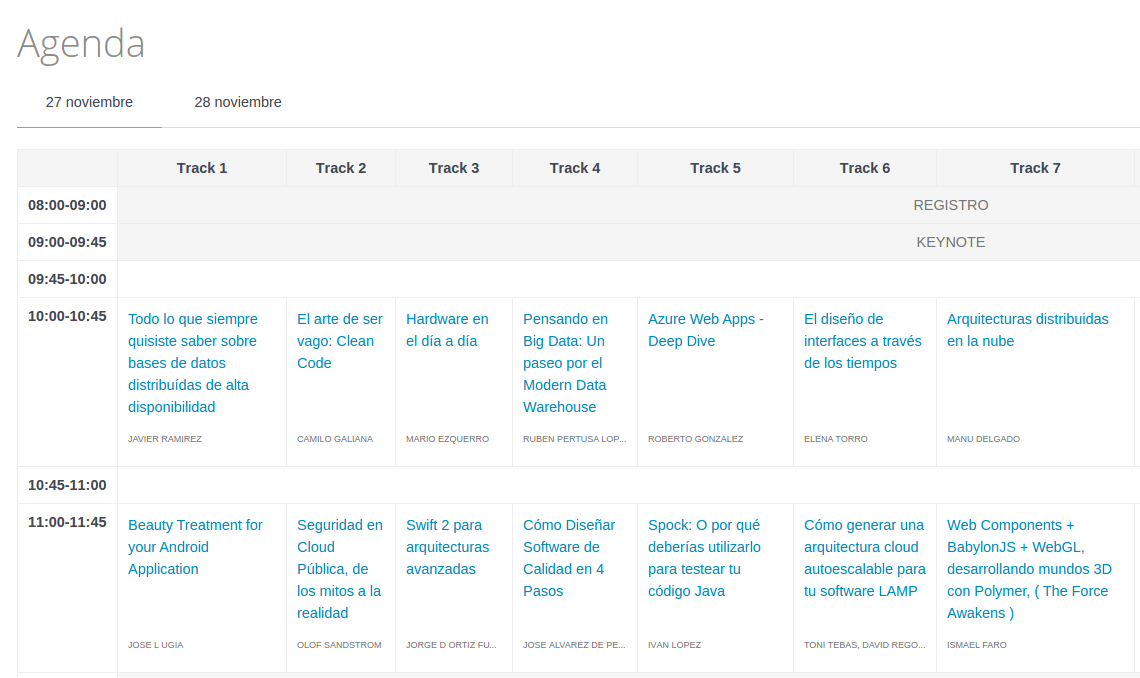 Agenda
27 noviembre
28 noviembre
Track 1
Track 2
Track 3
Track 4
Track 5
Track 6
Track 7
08:00-09:00
REGISTRO
09:00-09:45
KEYNOTE
09:45-10:00
10:00-10:45
Todo lo que siempre
quisiste saber sobre
bases de datos
distribuídas de alta
disponibilidad
JAVIER RAMIREZ
El arte de ser
vago: Clean
Code
CAMILO GALIANA
Hardware en
el día a día
MARIO EZQUERRO
Pensando en
Big Data: Un
paseo por el
Modern Data
Warehouse
RUBEN PERTUSA LOP...
Azure Web Apps -
Deep Dive
ROBERTO GONZALEZ
El diseño de
interfaces a través
de los tiempos
ELENA TORRO
Arquitecturas distribuidas
en la nube
MANU DELGADO
10:45-11:00
11:00-11:45
Beauty Treatment for
your Android
Application
JOSE L UGIA
Seguridad en
Cloud
Pública, de
los mitos a la
realidad
OLOF SANDSTROM
Swift 2 para
arquitecturas
avanzadas
JORGE D ORTIZ FU...
Cómo Diseñar
Software de
Calidad en 4
Pasos
JOSE ALVAREZ DE PE...
Spock: O por qué
deberías utilizarlo
para testear tu
código Java
IVAN LOPEZ
Cómo generar una
arquitectura cloud
autoescalable para
tu software LAMP
TONI TEBAS, DAVID REGO...
Web Components +
BabylonJS + WebGL,
desarrollando mundos 3D
con Polymer, ( The Force
Awakens )
ISMAEL FARO